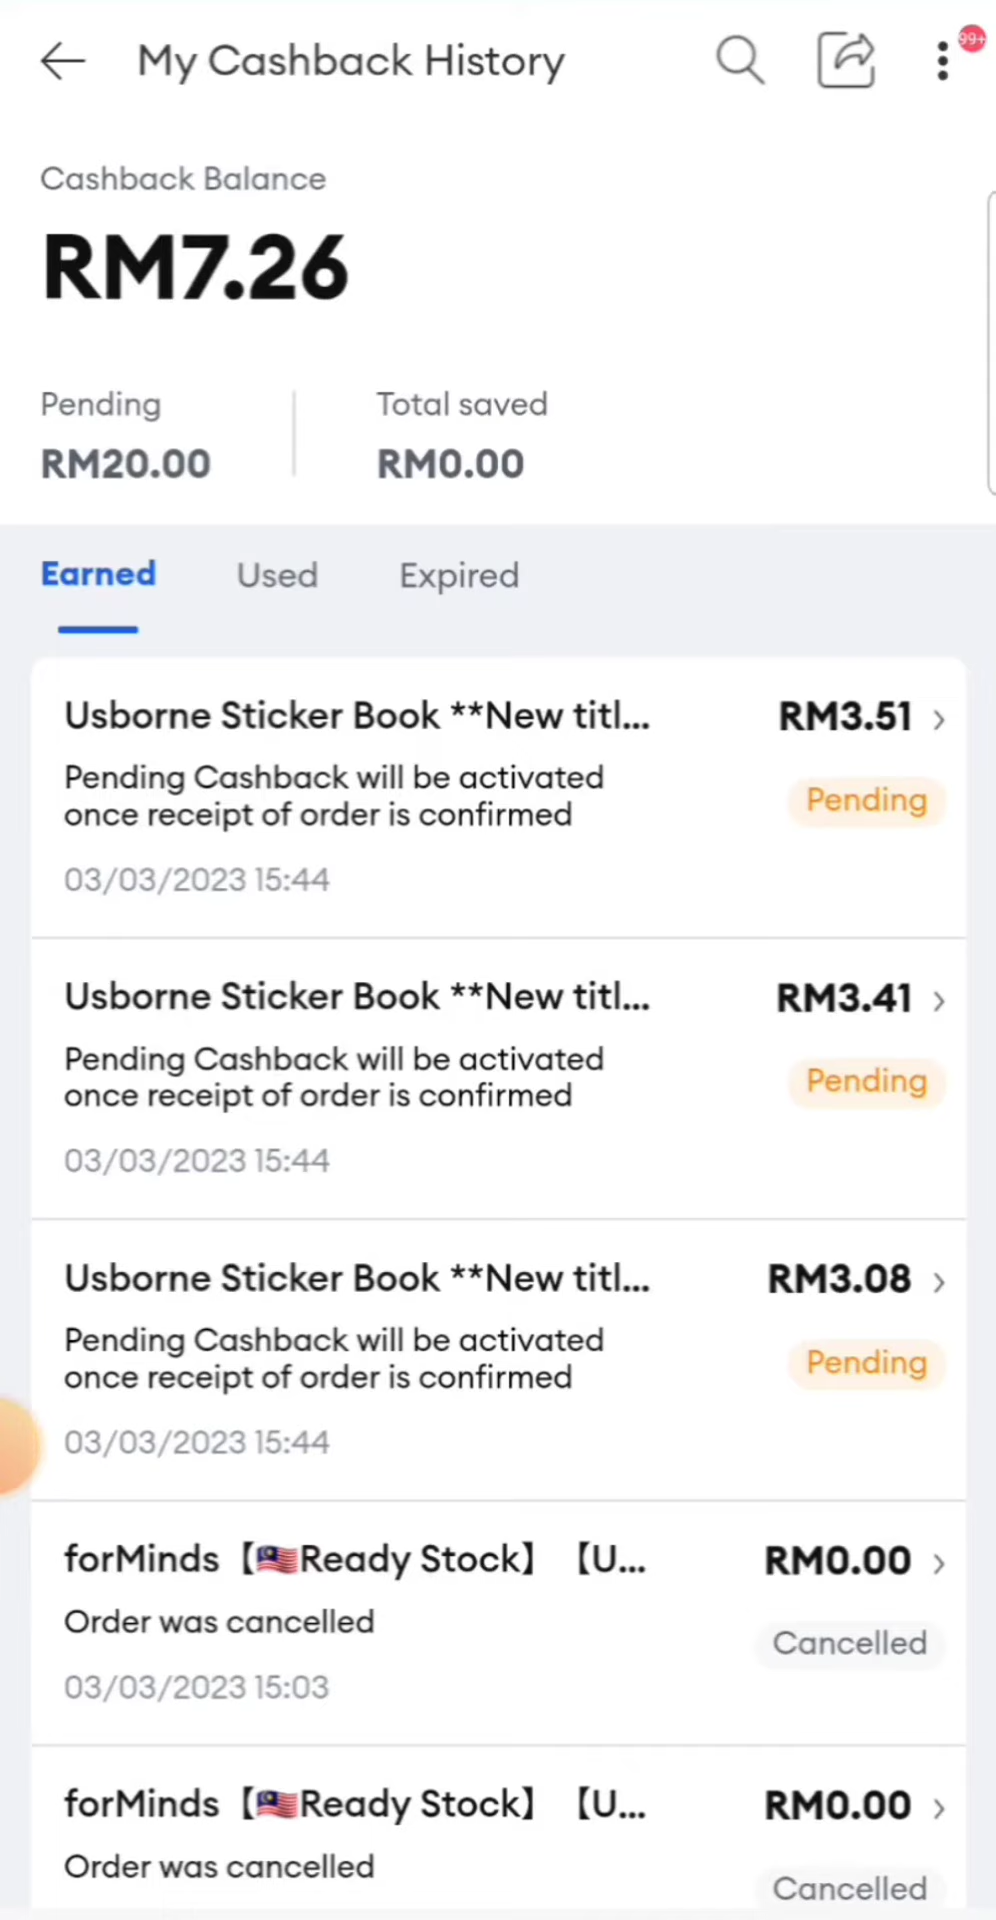 My Cashback History
99+
Cashback Balance
RM7.26
Pending
Total saved
RM20.00
RM0.00
Earned
Used
Expired
Usborne Sticker Book **New titl...
RM3.51
Pending Cashback will be activated
once receipt of order is confirmed
Pending
03/03/2023 15:44
Usborne Sticker Book **New titl...
RM3.41
Pending Cashback will be activated
once receipt of order is confirmed
Pending
03/03/2023 15:44
Usborne Sticker Book **New titl...
RM3.08
Pending Cashback will be activated
once receipt of order is confirmed
Pending
03/03/2023 15:44
forMinds【🇲🇾Ready Stock】【U...
RM0.00
Order was cancelled
Cancelled
03/03/2023 15:03
forMinds【🇲🇾Ready Stock】【U...
RM0.00
Order was cancelled
Cancelled